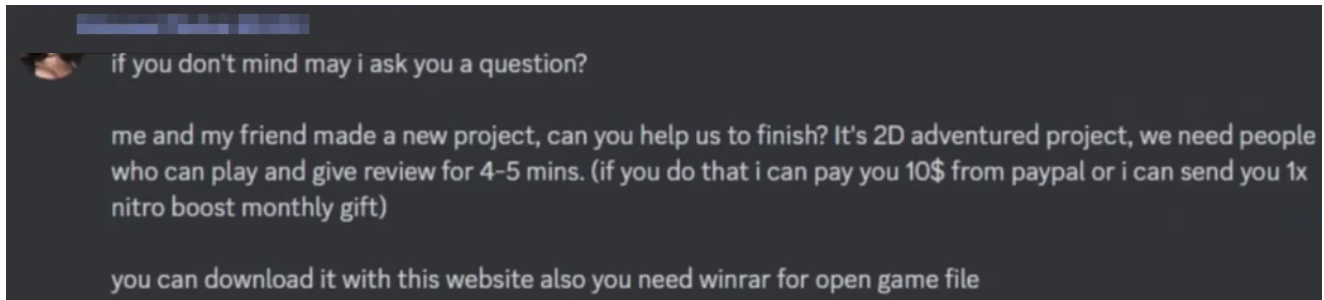 if you don't mind may i ask you a question?
me and my friend made a new project, can you help us to finish? It's 2D adventured project, we need people
who can play and give review for 4-5 mins. (if you do that i can pay you 10$ from paypal or i can send you 1x
nitro boost monthly gift)
you can download it with this website also you need winrar for open game file